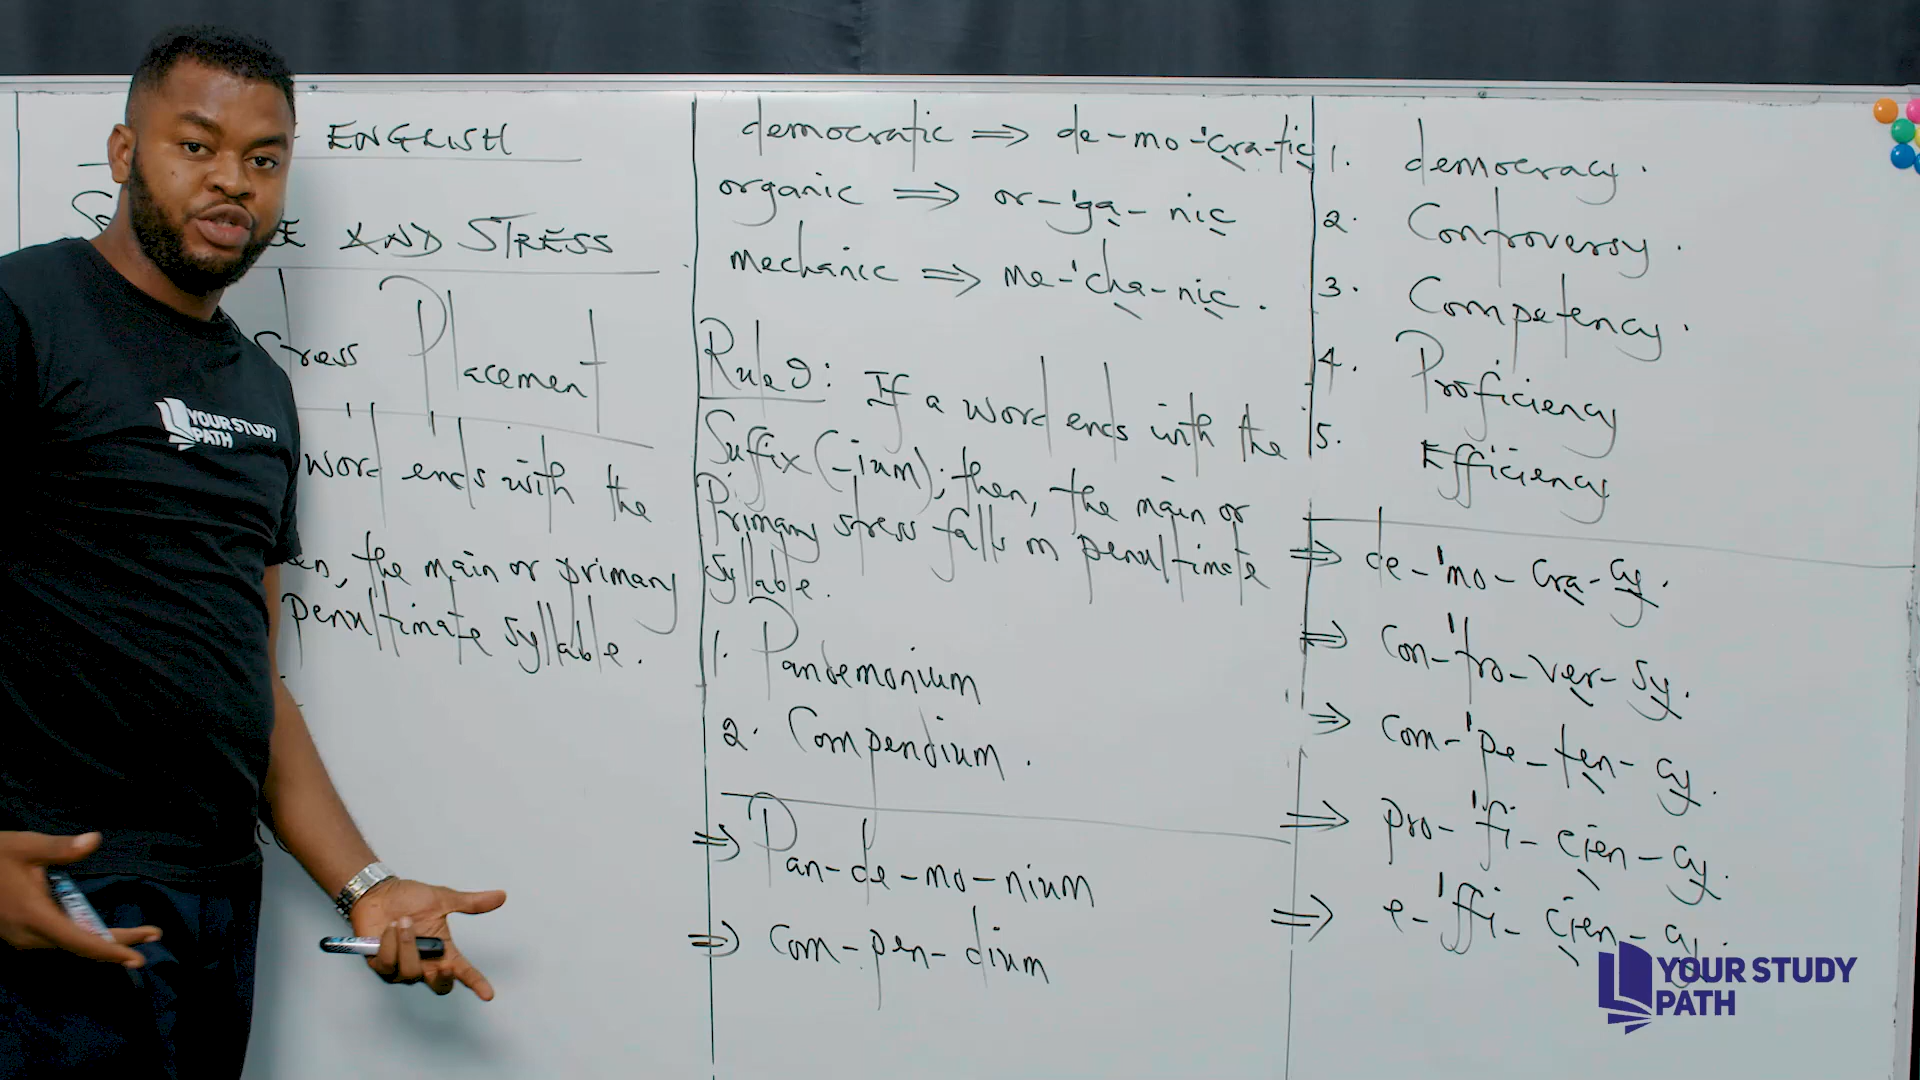 ENGLISH
AND STRESS
Stress Placement
word ends with the
the main or primary
penultimate syllable.
democratic ⇒ de-mo-'cra-tic
organic ⇒ or-'ga-nic
mechanic ⇒ me-'cha-nic.
Rule 2: If a word ends with the
Suffix (-ium); then, the main or
Primary stress falls on penultimate
syllable.
1. Pandemonium
2. Compendium.
⇒ Pan-de-mo-nium
⇒ Com-pen-dium
1. democracy.
2. Controversy.
3. Competency.
4. Proficiency
5. Efficiency
⇒ de-'mo-cra-cy.
⇒ con-'tro-ver-sy.
⇒ com-'pe-ten-cy.
⇒ pro-'fi-cien-cy.
⇒ e-'ffi-cien-cy.
YOUR STUDY
PATH
YOUR STUDY
PATH